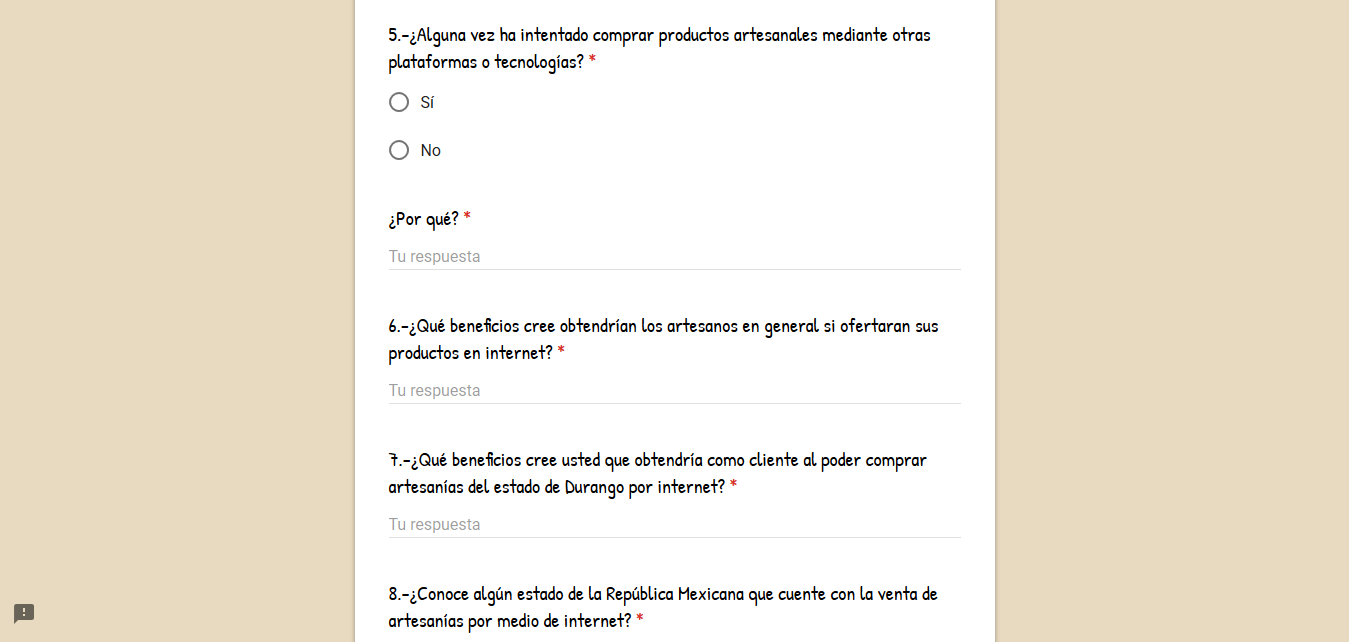 5.-¿Alguna vez ha intentado comprar productos artesanales mediante otras
plataformas o tecnologías? *
Sí
No
¿Por qué? *
Tu respuesta
6.-¿Qué beneficios cree obtendrían los artesanos en general si ofertaran sus
productos en internet? *
Tu respuesta
7.-¿Qué beneficios cree usted que obtendría como cliente al poder comprar
artesanías del estado de Durango por internet? *
Tu respuesta
8.-¿Conoce algún estado de la República Mexicana que cuente con la venta de
artesanías por medio de internet? *